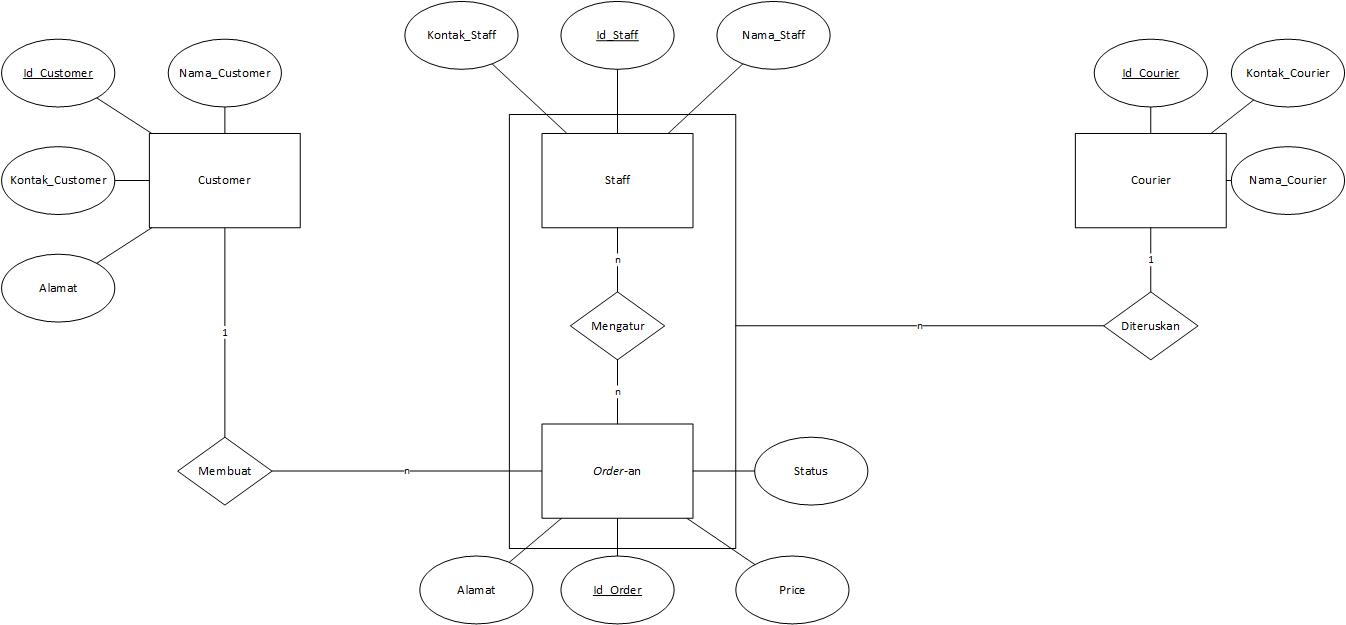 Kontak_Staff
Id_Staff
Nama_Staff
Id_Customer
Nama_Customer
Id_Courier
Kontak_Courier
Kontak_Customer
Customer
Staff
Courier
Nama_Courier
n
1
Alamat
1
Mengatur
n
Diteruskan
n
Membuat
n
Order-an
Status
Alamat
Id_Order
Price